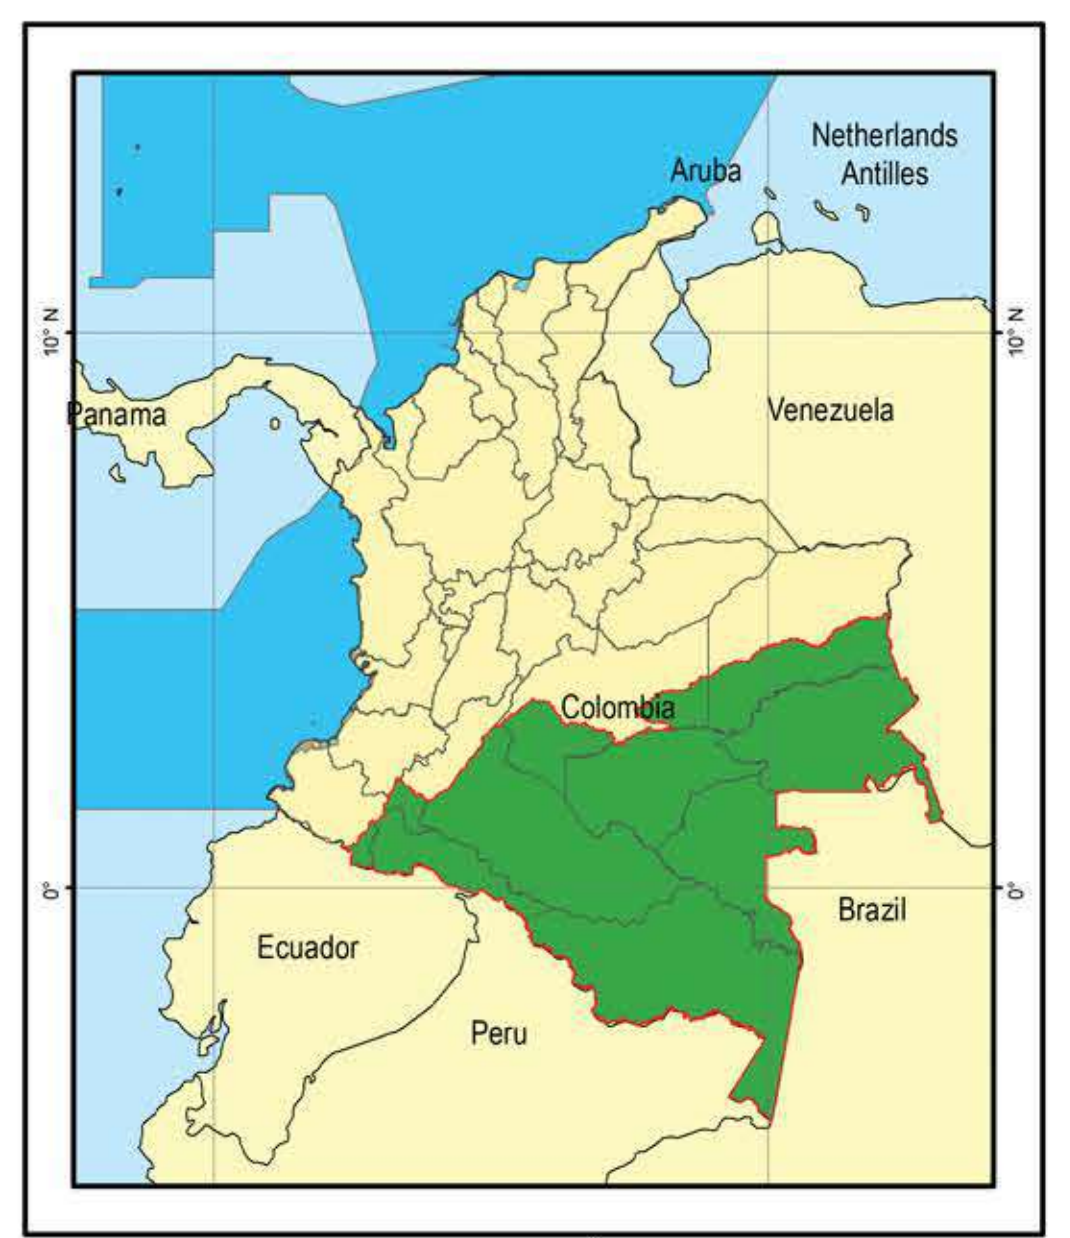 Netherlands
Antilles
Aruba
10° N
10° N
Panama
Venezuela
Colombia
0°
0°
Brazil
Ecuador
Peru